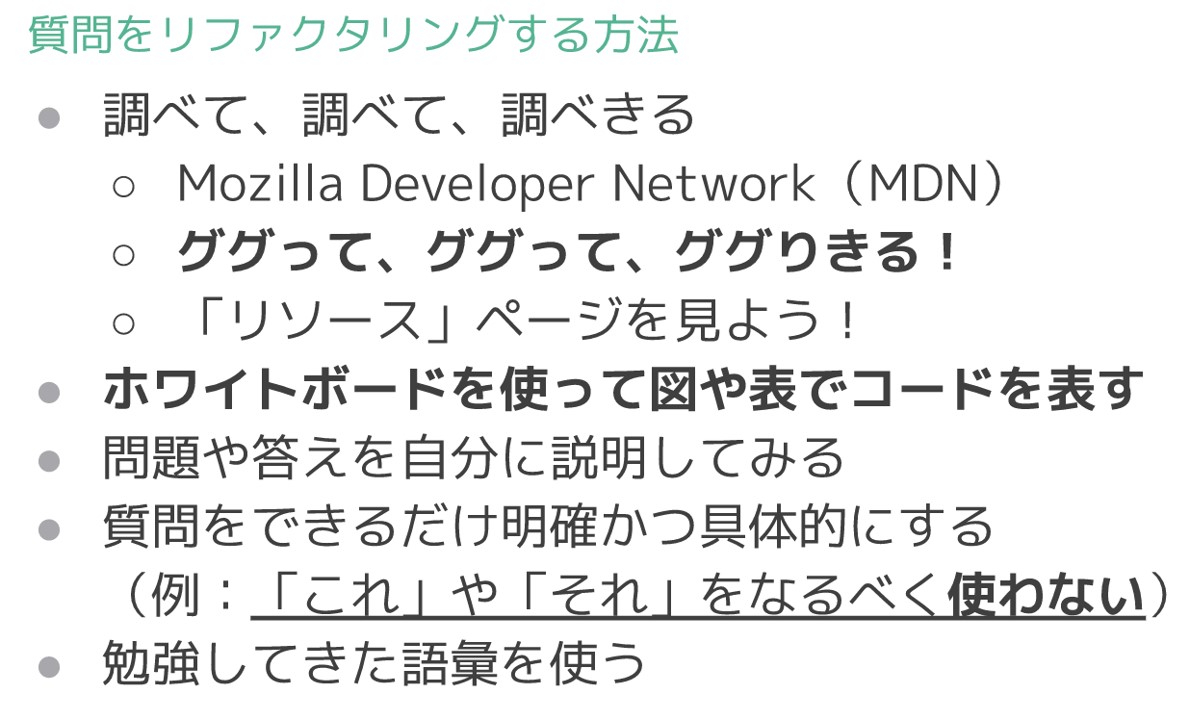 質問をリファクタリングする方法
● 調べて、調べて、調べきる
○ Mozilla Developer Network（MDN）
○ ググって、ググって、ググりきる！
○ 「リソース」ページを見よう！
● ホワイトボードを使って図や表でコードを表す
● 問題や答えを自分に説明してみる
● 質問をできるだけ明確かつ具体的にする
（例：「これ」や「それ」をなるべく使わない）
● 勉強してきた語彙を使う